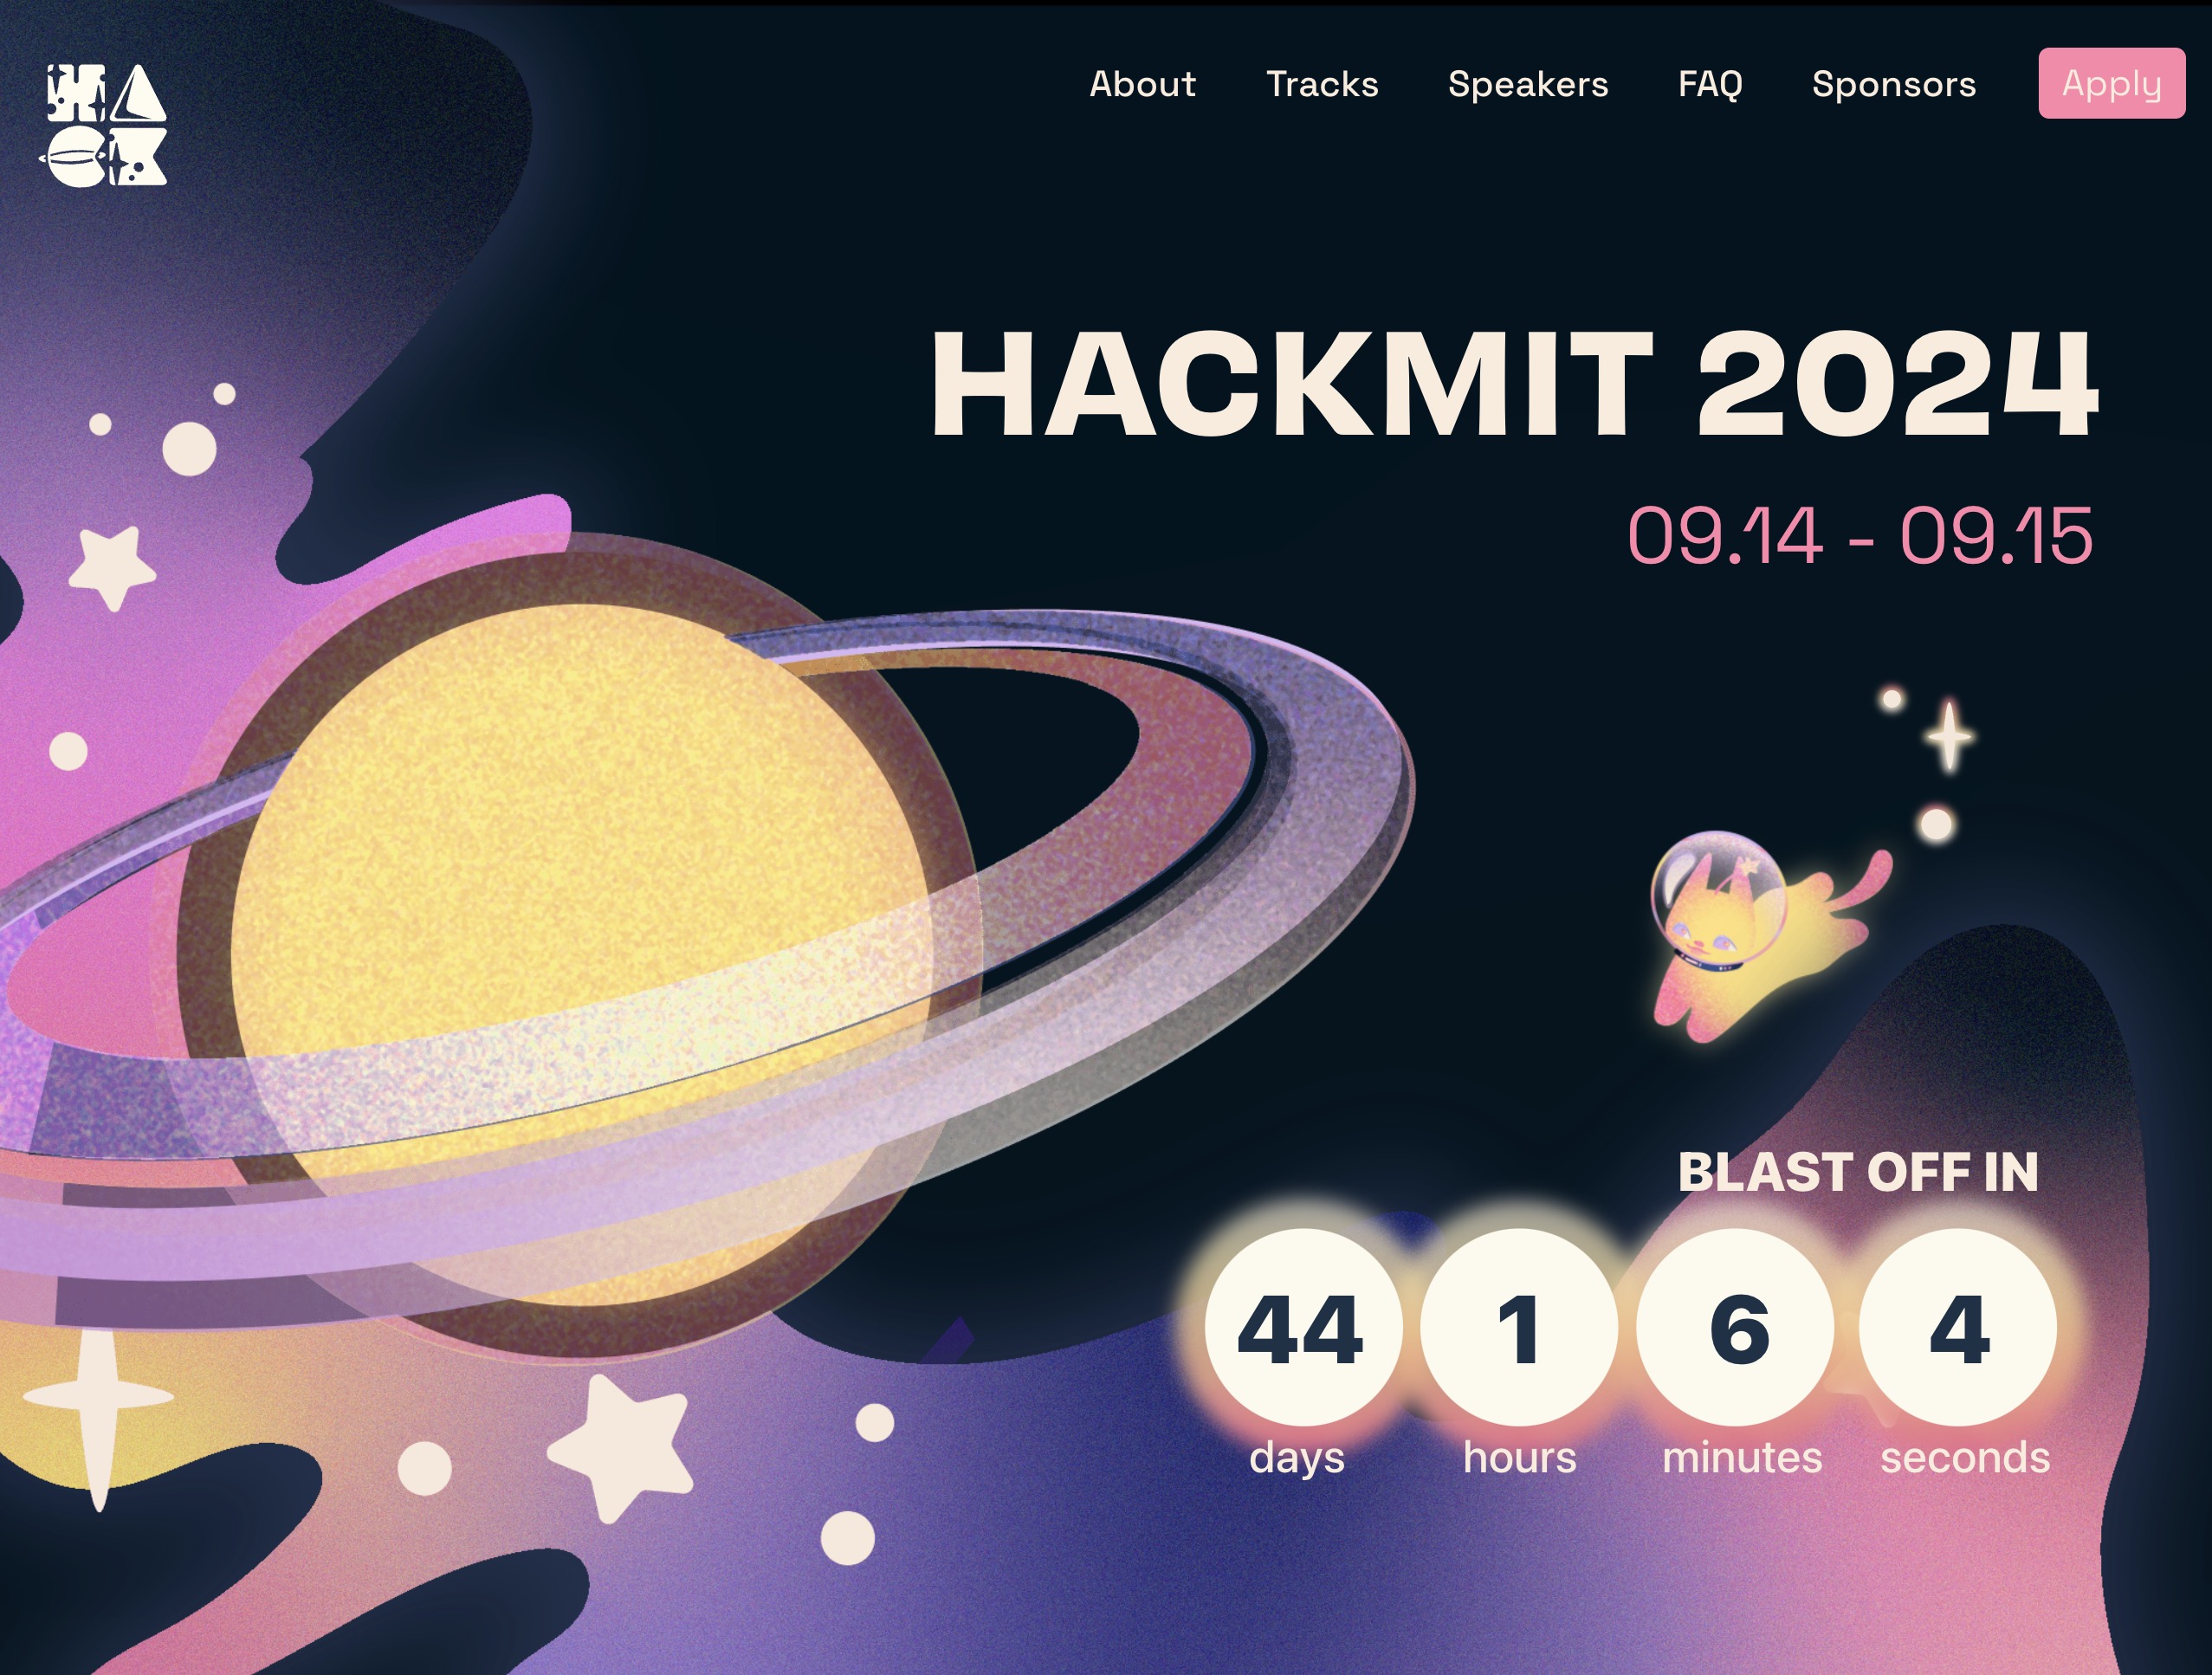 HACK
About Tracks Speakers FAQ Sponsors Apply
HACKMIT 2024
09.14 - 09.15
BLAST OFF IN
44 1 6 4
days hours minutes seconds